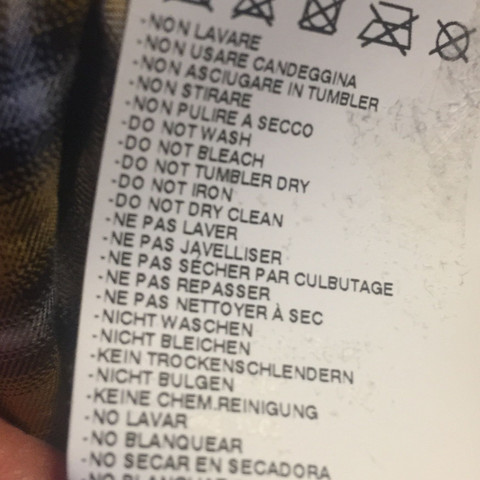 -NON LAVARE
-NON USARE CANDEGGINA
-NON ASCIUGARE IN TUMBLER
-NON STIRARE
-NON PULIRE A SECCO
-DO NOT WASH
-DO NOT BLEACH
-DO NOT TUMBLER DRY
-DO NOT IRON
-DO NOT DRY CLEAN
-NE PAS LAVER
-NE PAS JAVELLISER
-NE PAS SÉCHER PAR CULBUTAGE
-NE PAS REPASSER
-NE PAS NETTOYER À SEC
-NICHT WASCHEN
-NICHT BLEICHEN
-KEIN TROCKENSCHLENDERN
-NICHT BULGEN
-KEINE CHEM.REINIGUNG
-NO LAVAR
-NO BLANQUEAR
-NO SECAR EN SECADORA